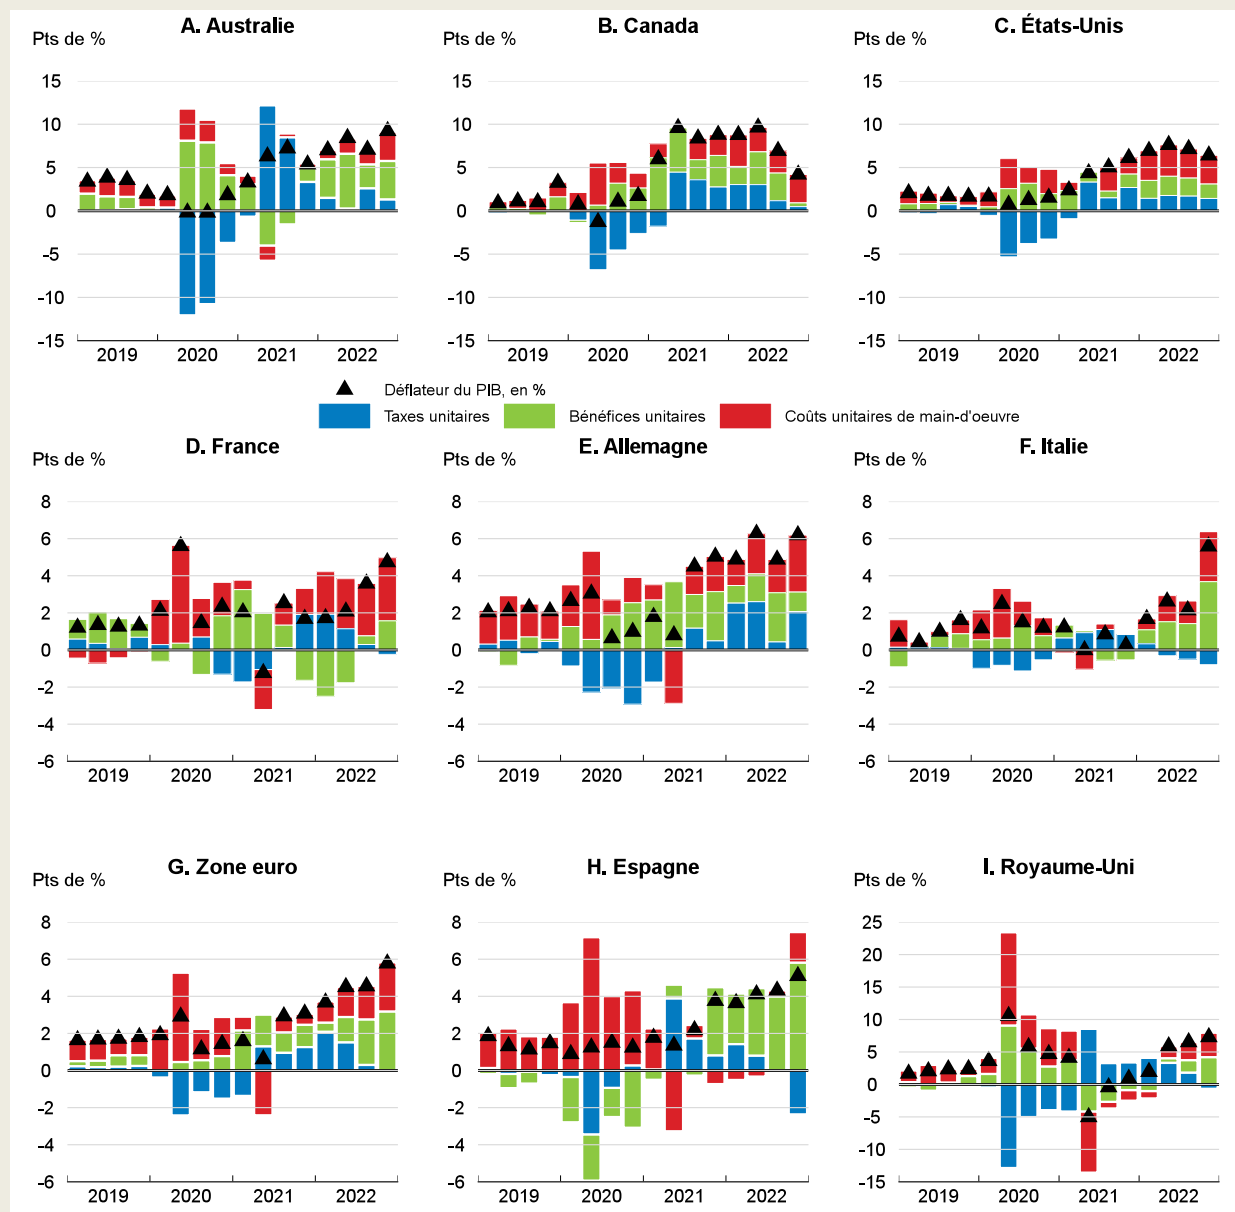 A. Australie
Pts de %
15
10
5
0
-5
-10
-15
2019 2020 2021 2022
B. Canada
Pts de %
15
10
5
0
-5
-10
-15
2019 2020 2021 2022
C. États-Unis
Pts de %
15
10
5
0
-5
-10
-15
2019 2020 2021 2022
Déflateur du PIB, en %
Taxes unitaires Bénéfices unitaires Coûts unitaires de main-d'oeuvre
D. France
Pts de %
8
6
4
2
0
-2
-4
-6
2019 2020 2021 2022
E. Allemagne
Pts de %
8
6
4
2
0
-2
-4
-6
2019 2020 2021 2022
F. Italie
Pts de %
8
6
4
2
0
-2
-4
-6
2019 2020 2021 2022
G. Zone euro
Pts de %
8
6
4
2
0
-2
-4
-6
2019 2020 2021 2022
H. Espagne
Pts de %
8
6
4
2
0
-2
-4
-6
2019 2020 2021 2022
I. Royaume-Uni
Pts de %
25
20
15
10
5
0
-5
-10
-15
2019 2020 2021 2022